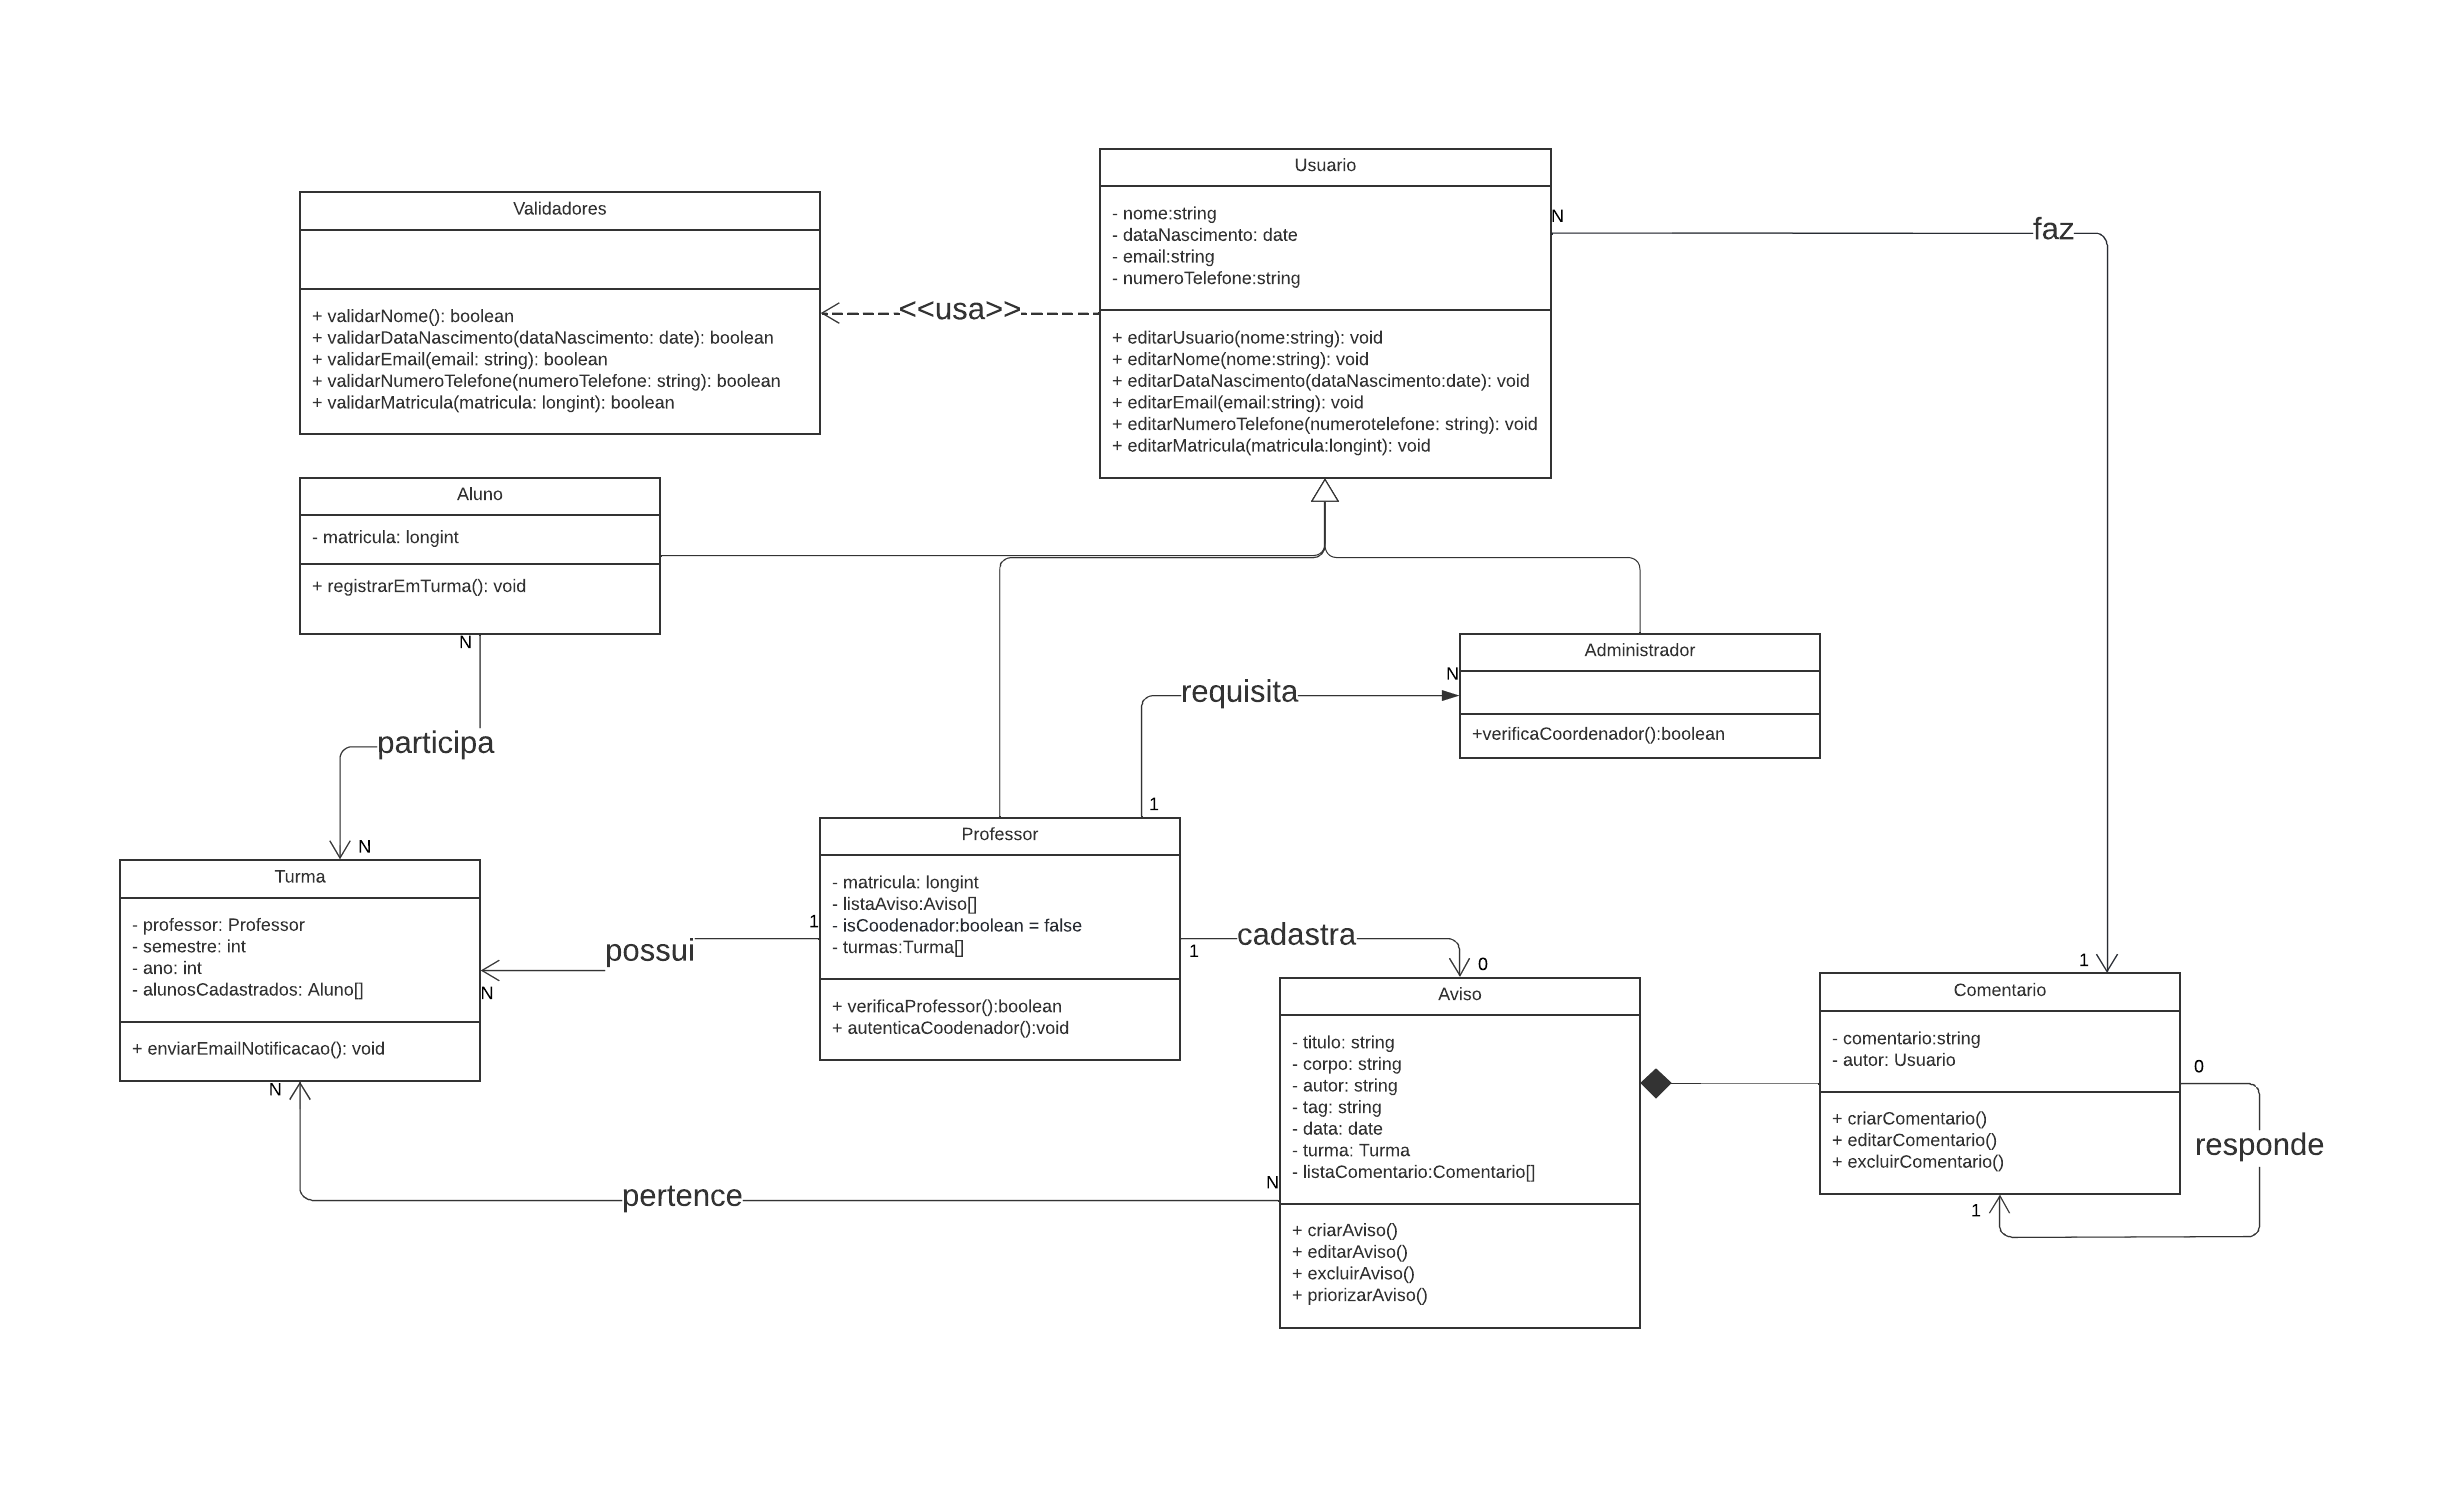 Usuario
- nome:string
- dataNascimento: date
- email:string
- numeroTelefone:string
+ editarUsuario(nome:string): void
+ editarNome(nome:string): void
+ editarDataNascimento(dataNascimento:date): void
+ editarEmail(email:string): void
+ editarNumeroTelefone(numerotelefone: string): void
+ editarMatricula(matricula:longint): void
Validadores
+ validarNome(): boolean
+ validarDataNascimento(dataNascimento: date): boolean
+ validarEmail(email: string): boolean
+ validarNumeroTelefone(numeroTelefone: string): boolean
+ validarMatricula(matricula: longint): boolean
<<usa>>
N
faz
1
Aluno
- matricula: longint
+ registrarEmTurma(): void
N
participa
N
Administrador
+verificaCoordenador():boolean
N
requisita
1
Professor
- matricula: longint
- listaAviso:Aviso[]
- isCoodenador:boolean = false
- turmas:Turma[]
+ verificaProfessor():boolean
+ autenticaCoodenador():void
1
possui
N
Turma
- professor: Professor
- semestre: int
- ano: int
- alunosCadastrados: Aluno[]
+ enviarEmailNotificacao(): void
N
pertence
N
1
cadastra
0
Aviso
- titulo: string
- corpo: string
- autor: string
- tag: string
- data: date
- turma: Turma
- listaComentario:Comentario[]
+ criarAviso()
+ editarAviso()
+ excluirAviso()
+ priorizarAviso()
Comentario
- comentario:string
- autor: Usuario
+ criarComentario()
+ editarComentario()
+ excluirComentario()
0
responde
1